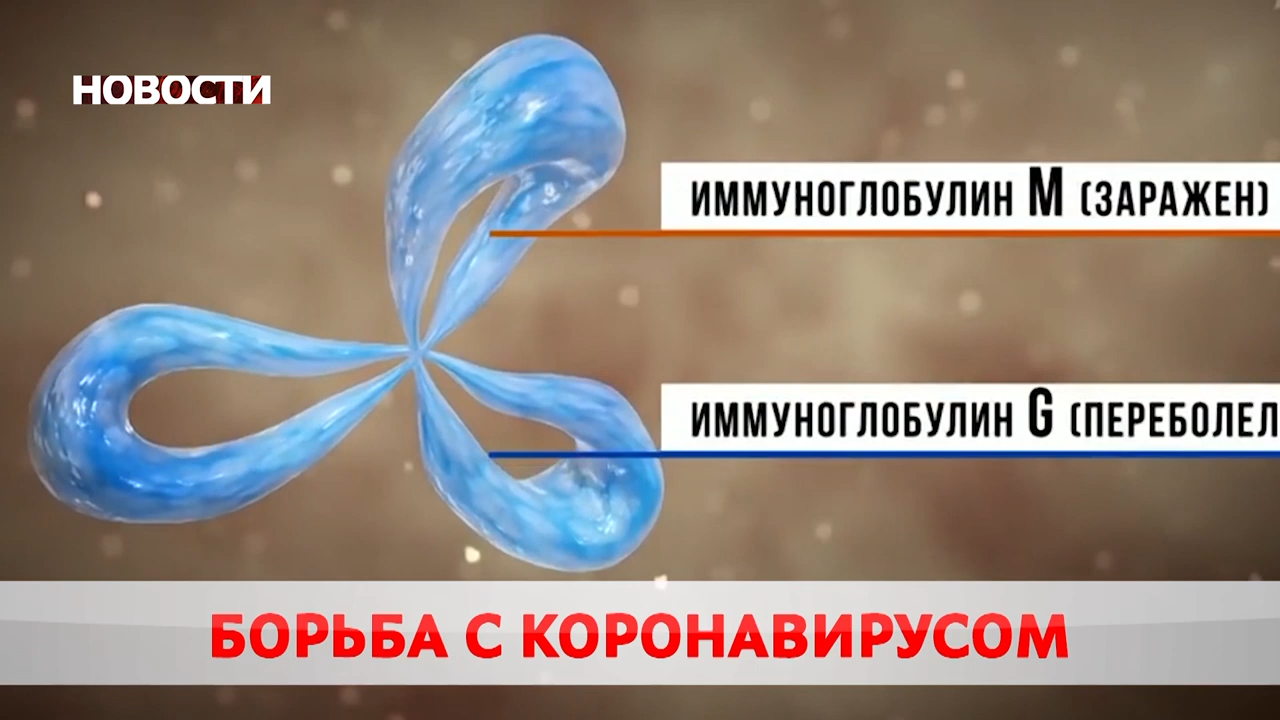 НОВОСТИ
ИММУНОГЛОБУЛИН M (ЗАРАЖЕН)
ИММУНОГЛОБУЛИН G (ПЕРЕБОЛЕЛ
БОРЬБА С КОРОНАВИРУСОМ